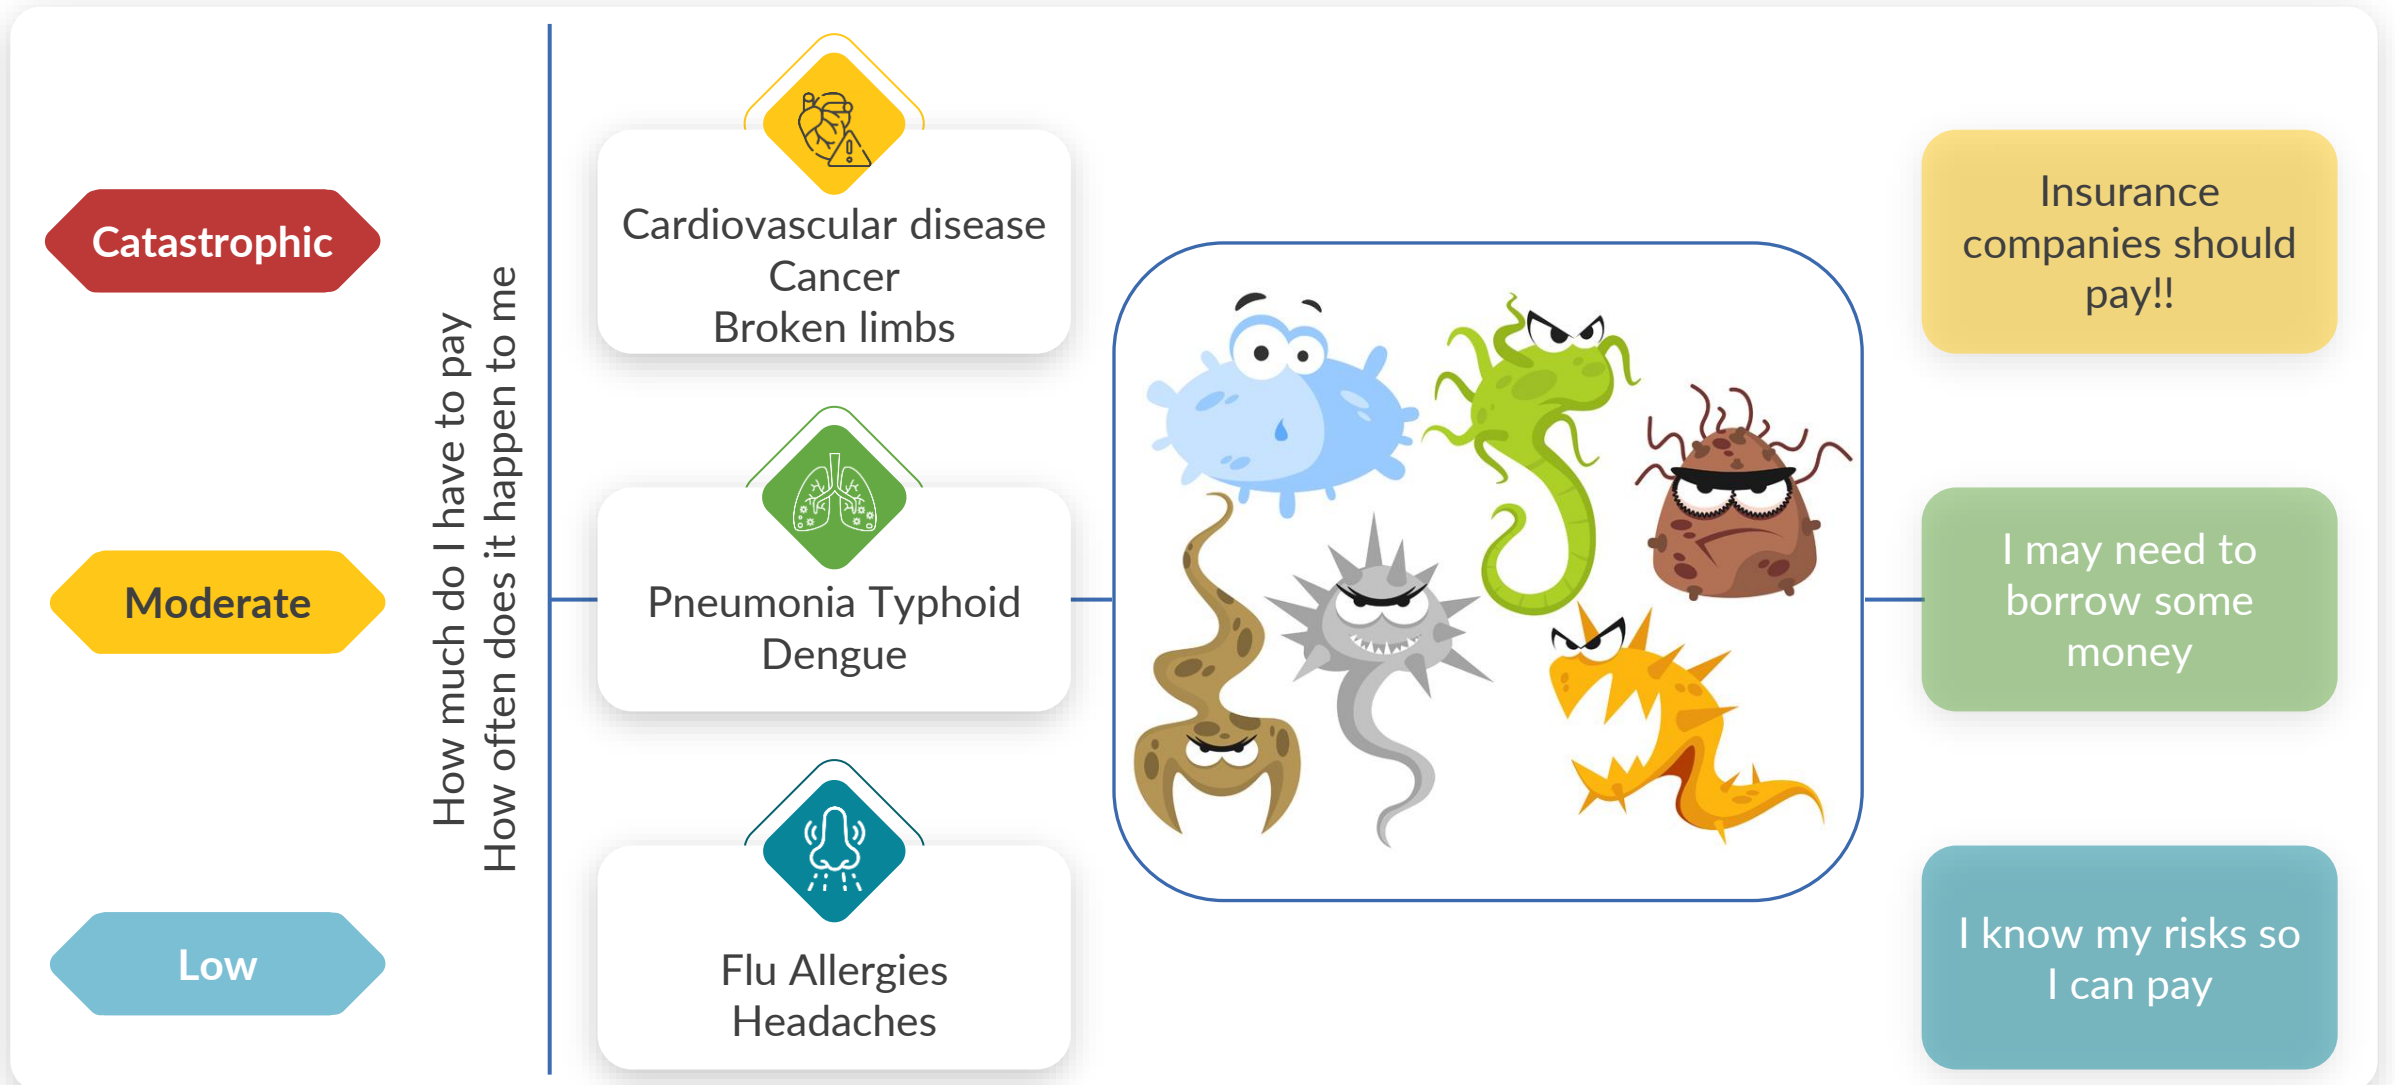 Catastrophic
Moderate
Low
How much do I have to pay
How often does it happen to me
Cardiovascular disease
Cancer
Broken limbs
Pneumonia Typhoid
Dengue
Flu Allergies
Headaches
Insurance
companies should
pay!!
I may need to
borrow some
money
I know my risks so
I can pay